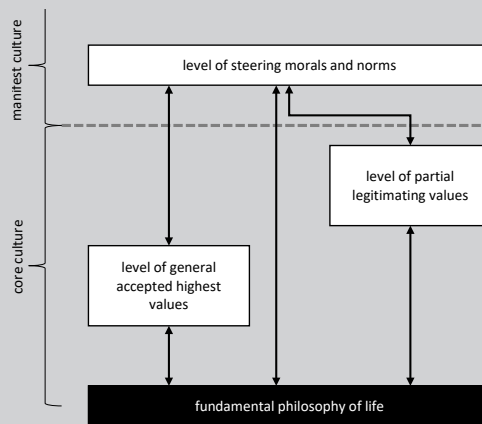 manifest culture
level of steering morals and norms
core culture
level of partial
legitimating values
level of general
accepted highest
values
fundamental philosophy of life